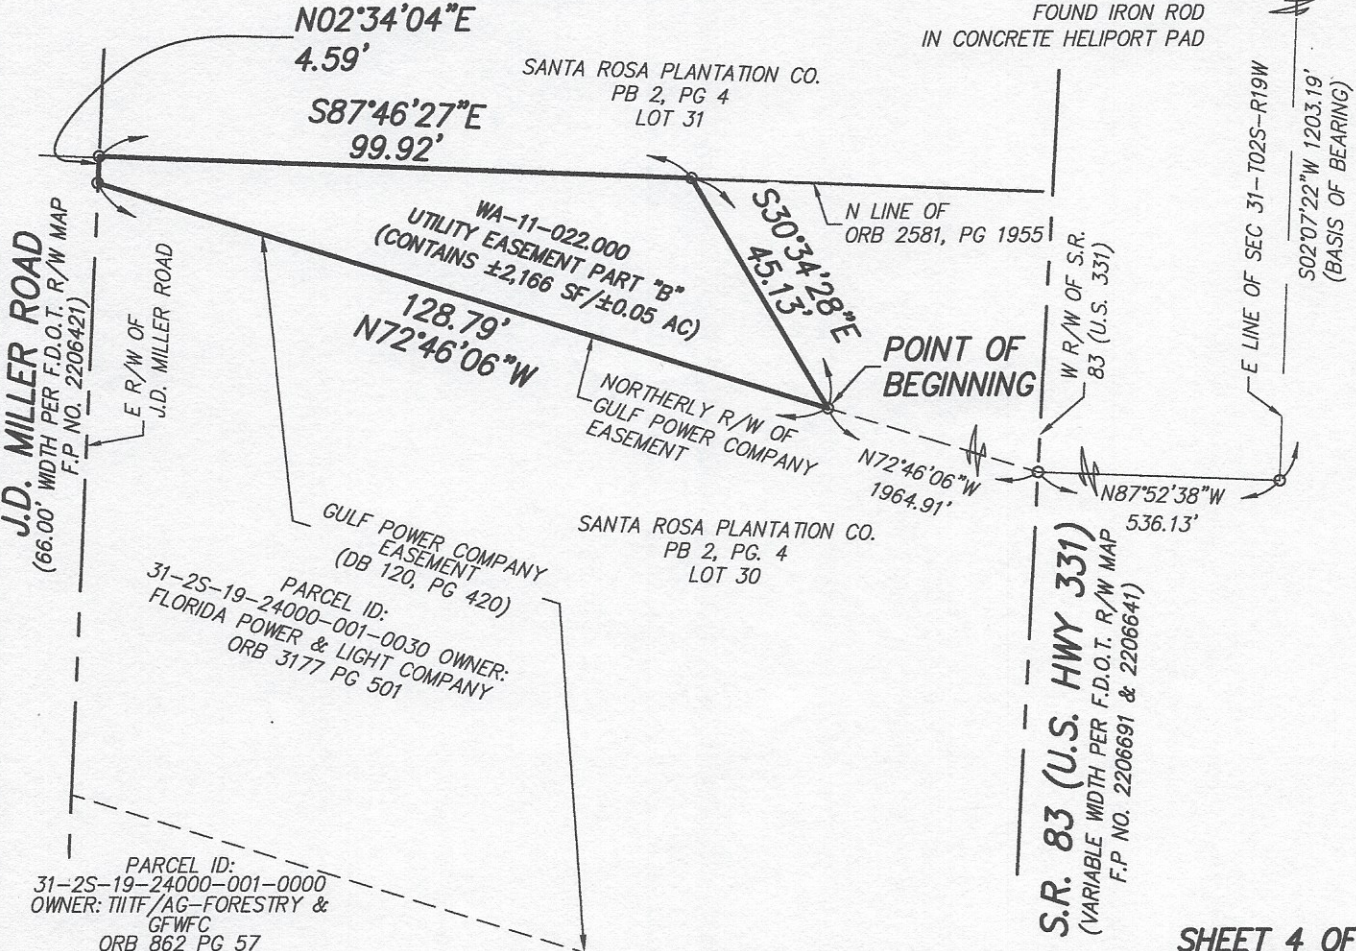 N02°34'04"E
4.59'
FOUND IRON ROD
IN CONCRETE HELIPORT PAD
SANTA ROSA PLANTATION CO.
PB 2, PG 4
LOT 31
S87°46'27"E
99.92'
S02°07'22"W 1203.19'
(BASIS OF BEARING)
E LINE OF SEC 31-T02S-R19W
WA-11-022.000
UTILITY EASEMENT PART "B"
(CONTAINS ±2,166 SF/±0.05 AC)
S30°34'28"E
45.13'
N LINE OF
ORB 2581, PG 1955
W R/W OF S.R.
83 (U.S. 331)
J.D. MILLER ROAD
(66.00' WIDTH PER F.D.O.T. R/W MAP
F.P NO. 2206421)
E R/W OF
J.D. MILLER ROAD
128.79'
N72°46'06"W
POINT OF
BEGINNING
NORTHERLY R/W OF
GULF POWER COMPANY
EASEMENT
N72°46'06"W
1964.91'
N87°52'38"W
536.13'
GULF POWER COMPANY
EASEMENT
(DB 120, PG 420)
SANTA ROSA PLANTATION CO.
PB 2, PG. 4
LOT 30
PARCEL ID:
31-2S-19-24000-001-0030 OWNER:
FLORIDA POWER & LIGHT COMPANY
ORB 3177 PG 501
S.R. 83 (U.S. HWY 331)
(VARIABLE WIDTH PER F.D.O.T. R/W MAP
F.P NO. 2206691 & 2206641)
PARCEL ID:
31-2S-19-24000-001-0000
OWNER: TIITF/AG-FORESTRY &
GFWFC
ORB 862 PG 57
SHEET 4 OF